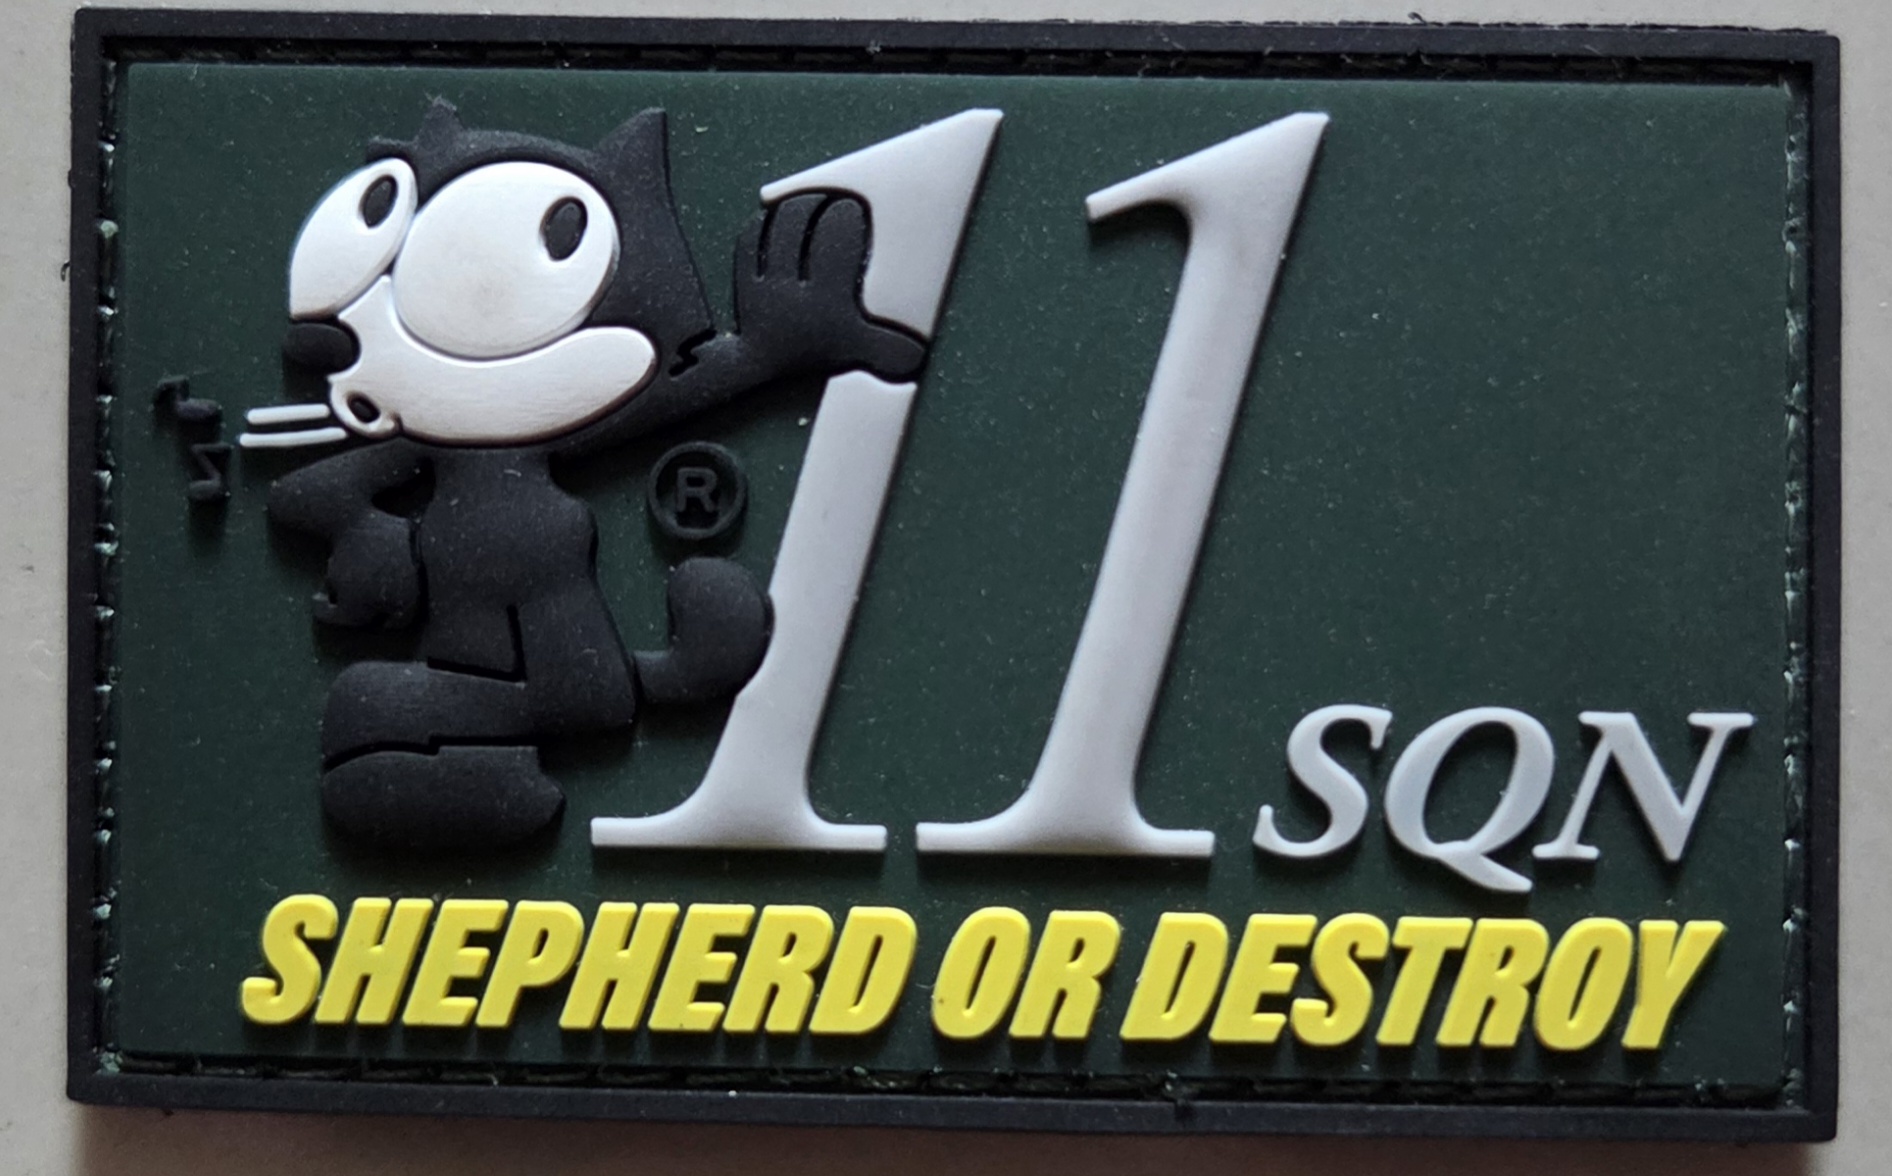 ®
11 SQN
SHEPHERD OR DESTROY